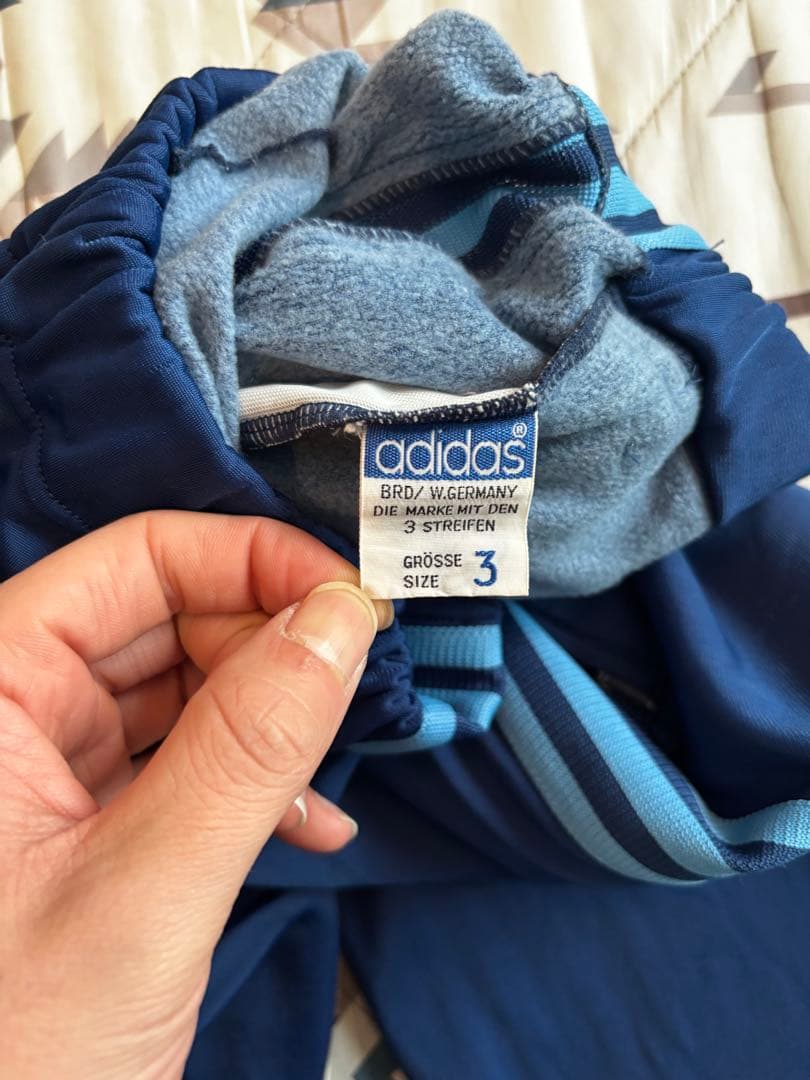 adidas®
BRD/ W.GERMANY
DIE MARKE MIT DEN
3 STREIFEN
GRÖSSE
SIZE 3